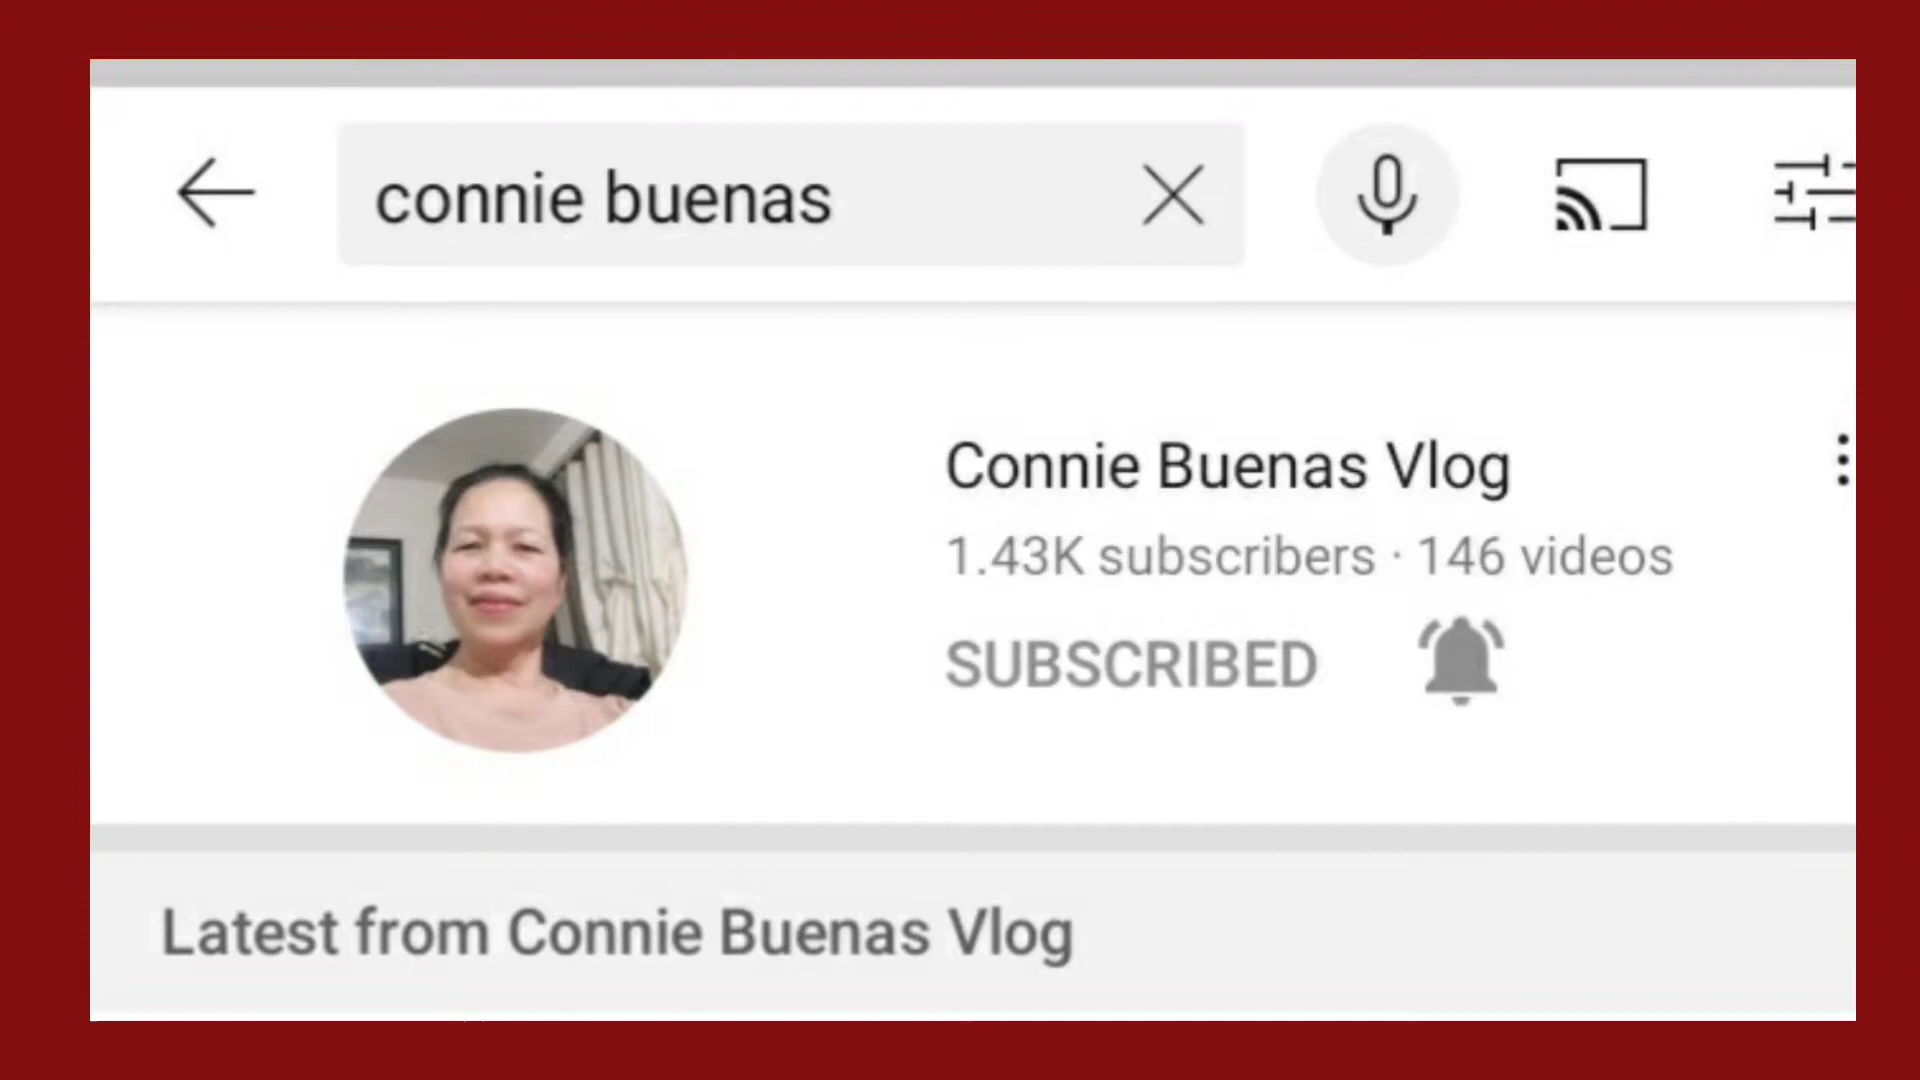 connie buenas
Connie Buenas Vlog
1.43K subscribers · 146 videos
SUBSCRIBED
Latest from Connie Buenas Vlog